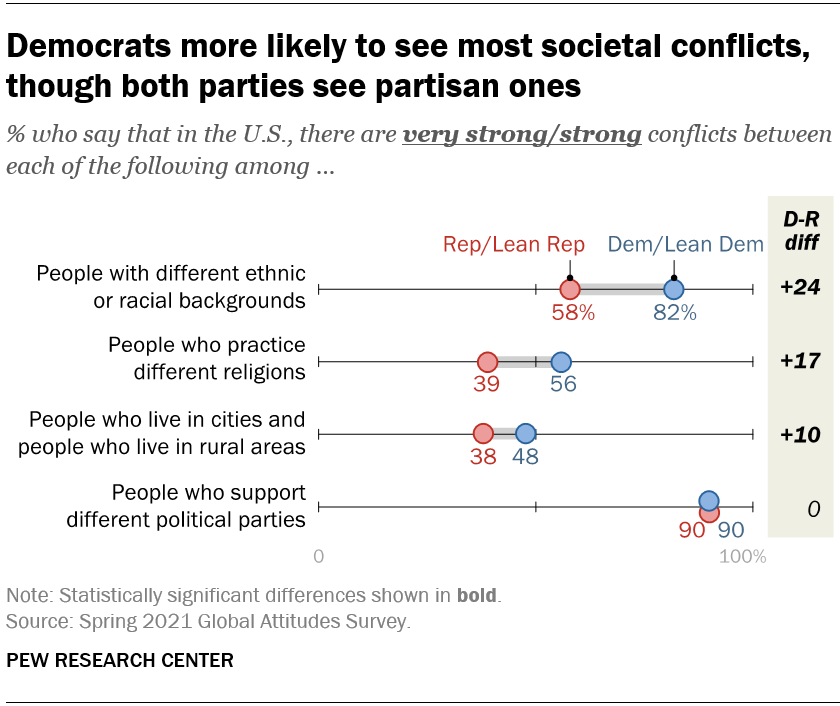 Democrats more likely to see most societal conflicts,
though both parties see partisan ones
% who say that in the U.S., there are very strong/strong conflicts between
each of the following among ...
D-R
diff
Rep/Lean Rep
Dem/Lean Dem
People with different ethnic
or racial backgrounds
58%
82%
+24
People who practice
different religions
39
56
+17
People who live in cities and
people who live in rural areas
38
48
+10
People who support
different political parties
90
90
0
0
100%
Note: Statistically significant differences shown in bold.
Source: Spring 2021 Global Attitudes Survey.
PEW RESEARCH CENTER